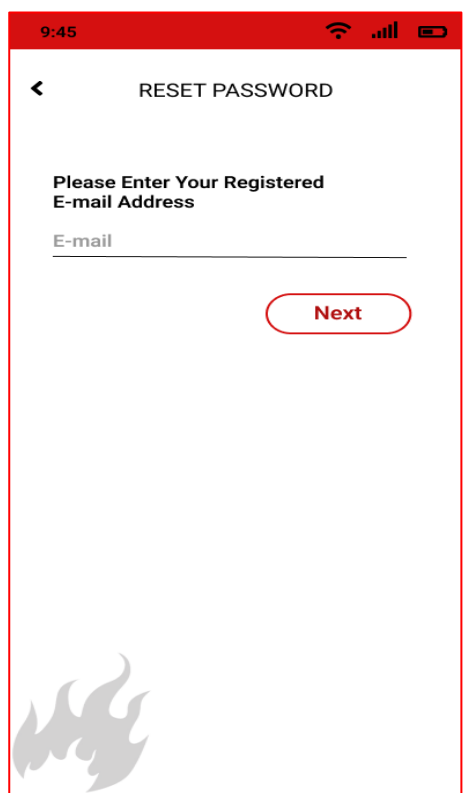 9:45
RESET PASSWORD
Please Enter Your Registered
E-mail Address
E-mail
Next